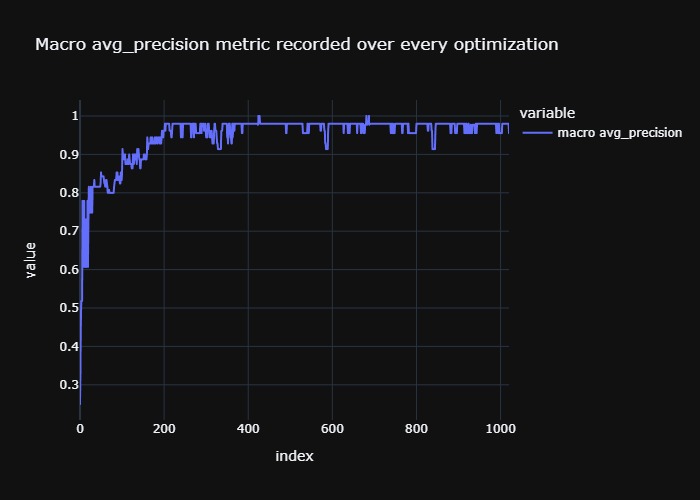 Macro avg_precision metric recorded over every optimization
variable
macro avg_precision
value
1
0.9
0.8
0.7
0.6
0.5
0.4
0.3
0 200 400 600 800 1000
index